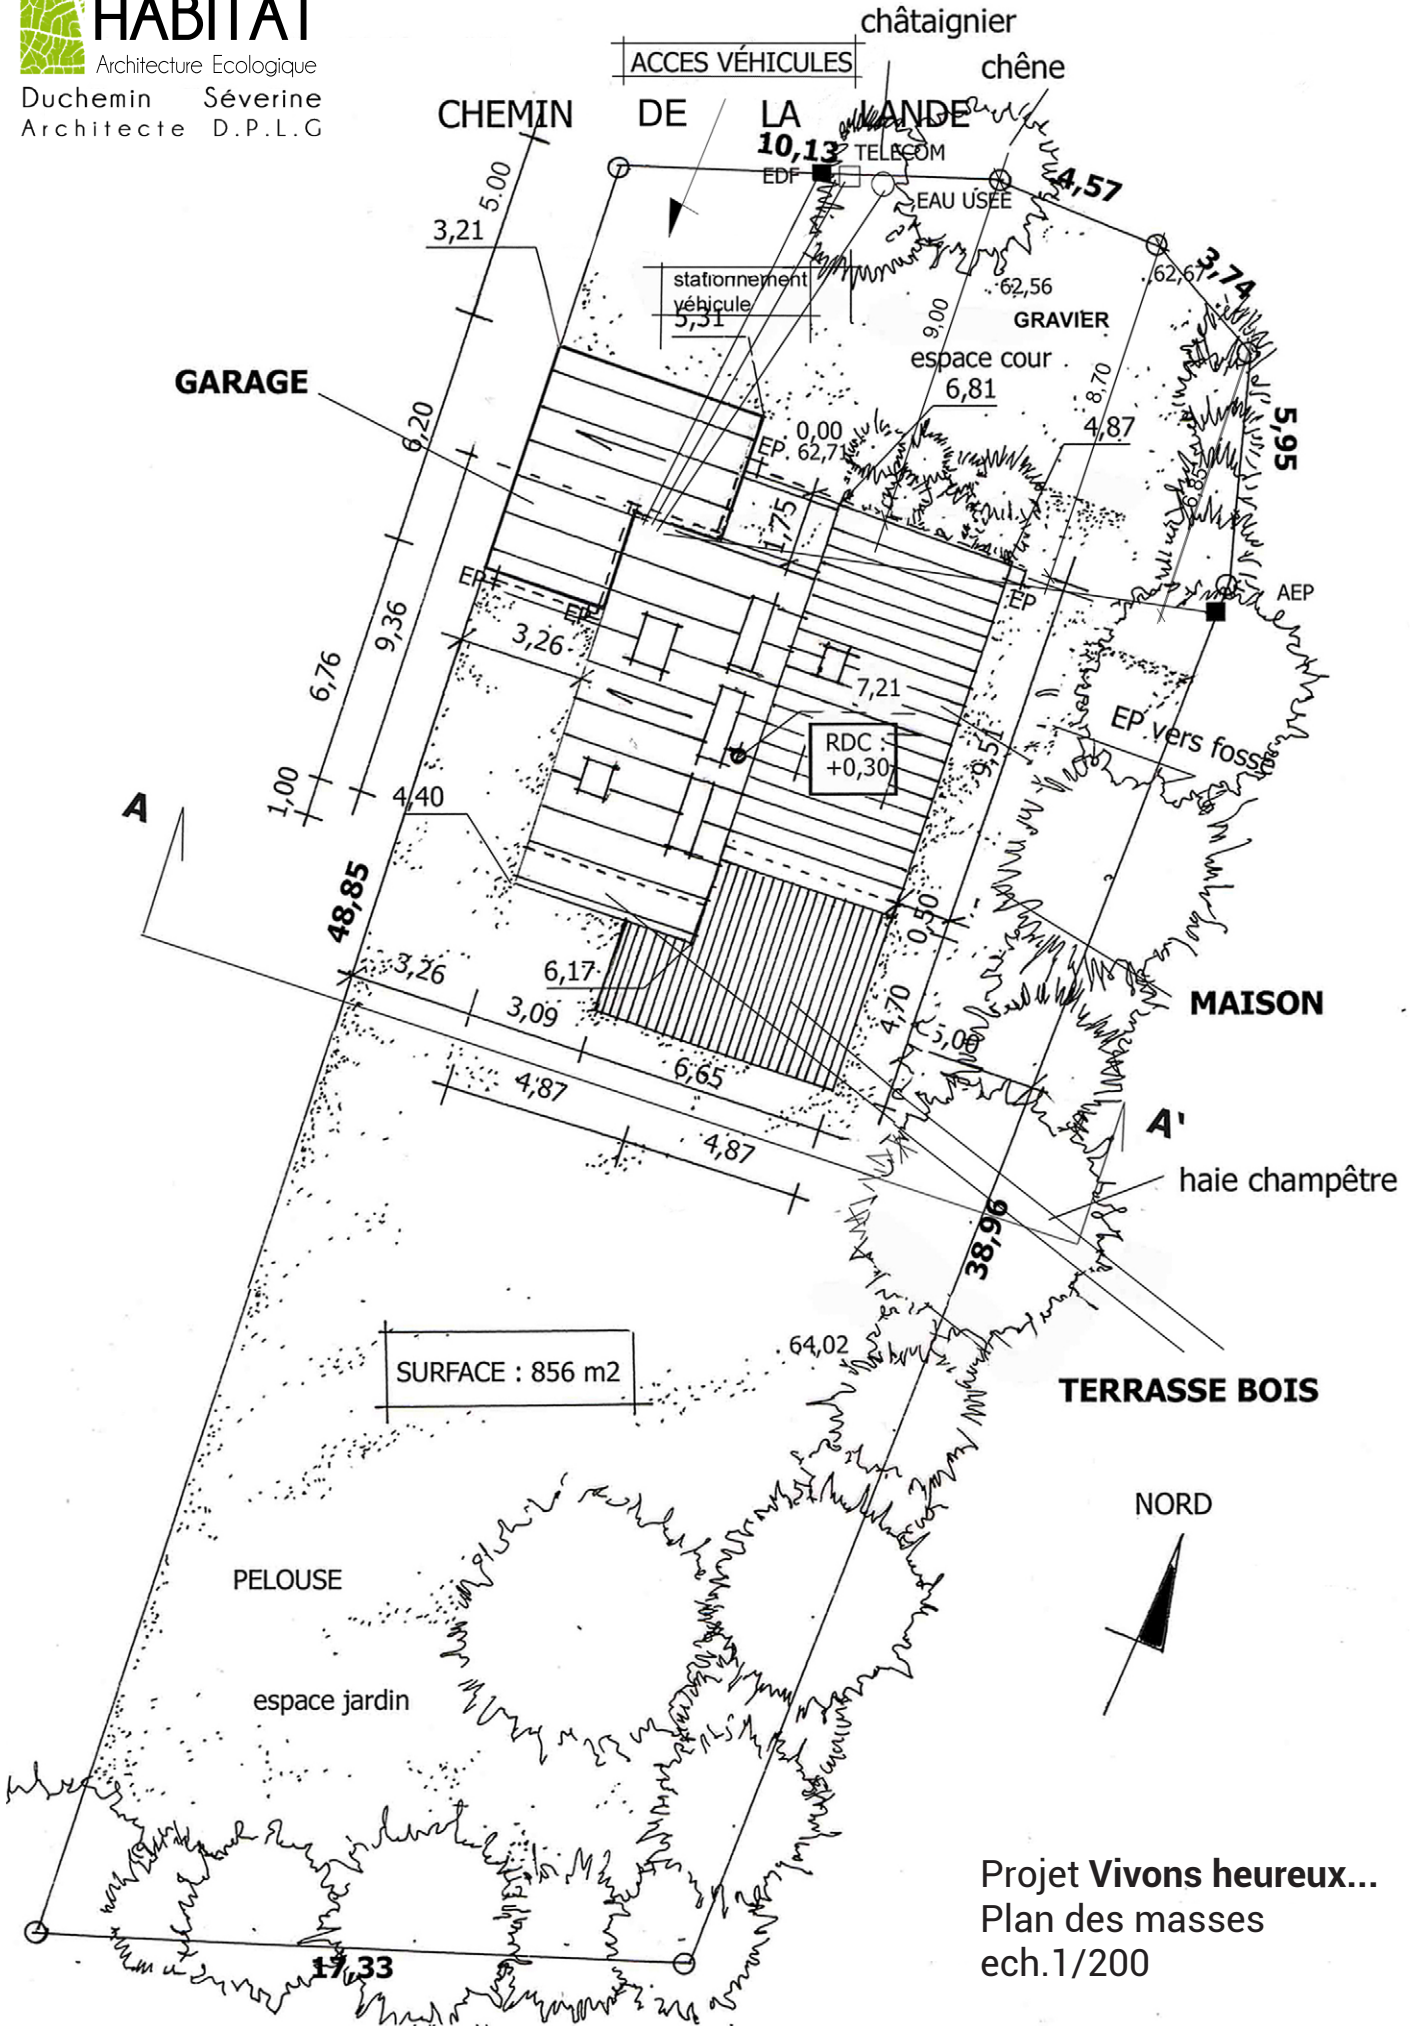 HABITAT
Architecture Ecologique
Duchemin Séverine
Architecte D.P.L.G
châtaignier
ACCES VÉHICULES
chêne
CHEMIN DE LA LANDE
10,13
TELECOM
EDF
EAU USEE
4,57
5.00
3,21
3,74
62,67
62,56
stationnement
véhicule
5,31
9,00
GRAVIER
espace cour
8,70
6,81
GARAGE
6,20
0,00
62,71
EP
4,87
5,95
6,85
1,75
EP
EP
EP
AEP
9,36
3,26
6,76
7,21
EP vers fosse
RDC :
+0,30
9,51
1,00
4,40
A
48,85
0,50
3,26
6,17
3,09
4,70
MAISON
5,00
6,65
4,87
A'
4,87
haie champêtre
38,96
64,02
SURFACE : 856 m2
TERRASSE BOIS
NORD
PELOUSE
espace jardin
17,33
Projet Vivons heureux...
Plan des masses
ech.1/200